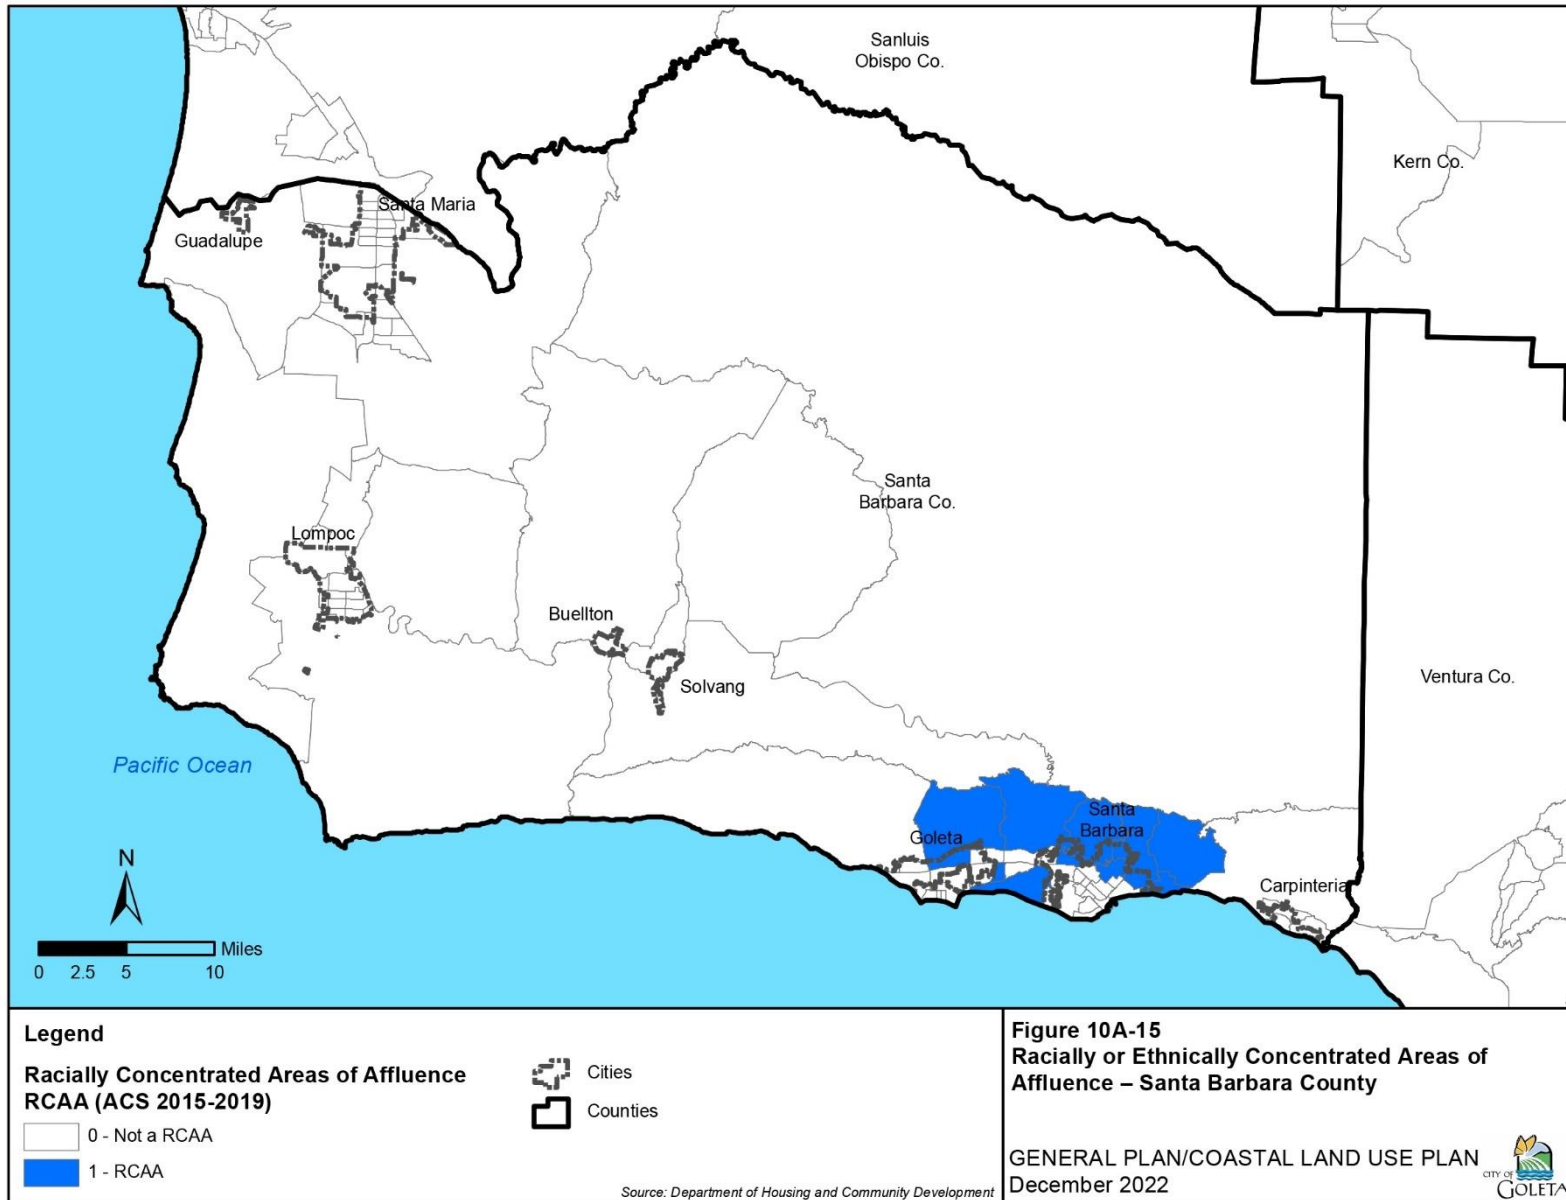 Sanluis
Obispo Co.
Kern Co.
Santa Maria
Guadalupe
Santa
Barbara Co.
Lompoc
Buellton
Solvang
Ventura Co.
Pacific Ocean
Santa
Barbara
Goleta
Carpinteria
N
Miles
0 2.5 5 10
Legend
Racially Concentrated Areas of Affluence
RCAA (ACS 2015-2019)
0 - Not a RCAA
1 - RCAA
Cities
Counties
Source: Department of Housing and Community Development
Figure 10A-15
Racially or Ethnically Concentrated Areas of
Affluence – Santa Barbara County
GENERAL PLAN/COASTAL LAND USE PLAN
December 2022
CITY OF
GOLETA